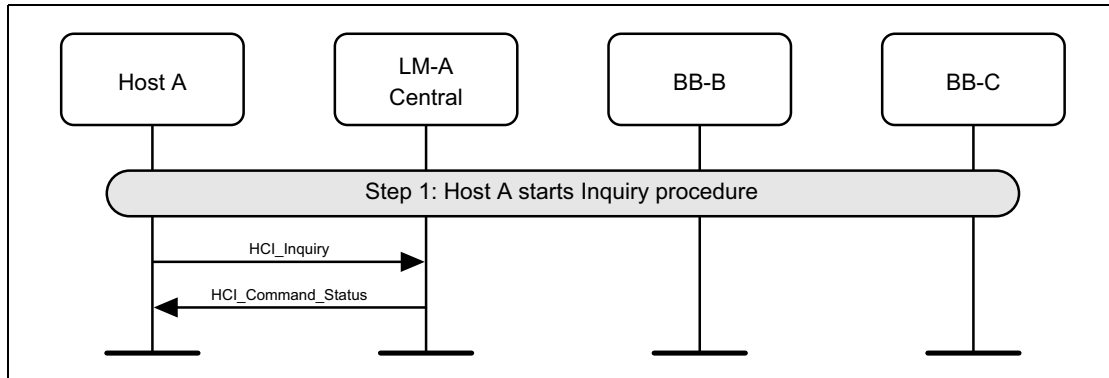 Host A
LM-A
Central
BB-B
BB-C
Step 1: Host A starts Inquiry procedure
HCI_Inquiry
HCI_Command_Status